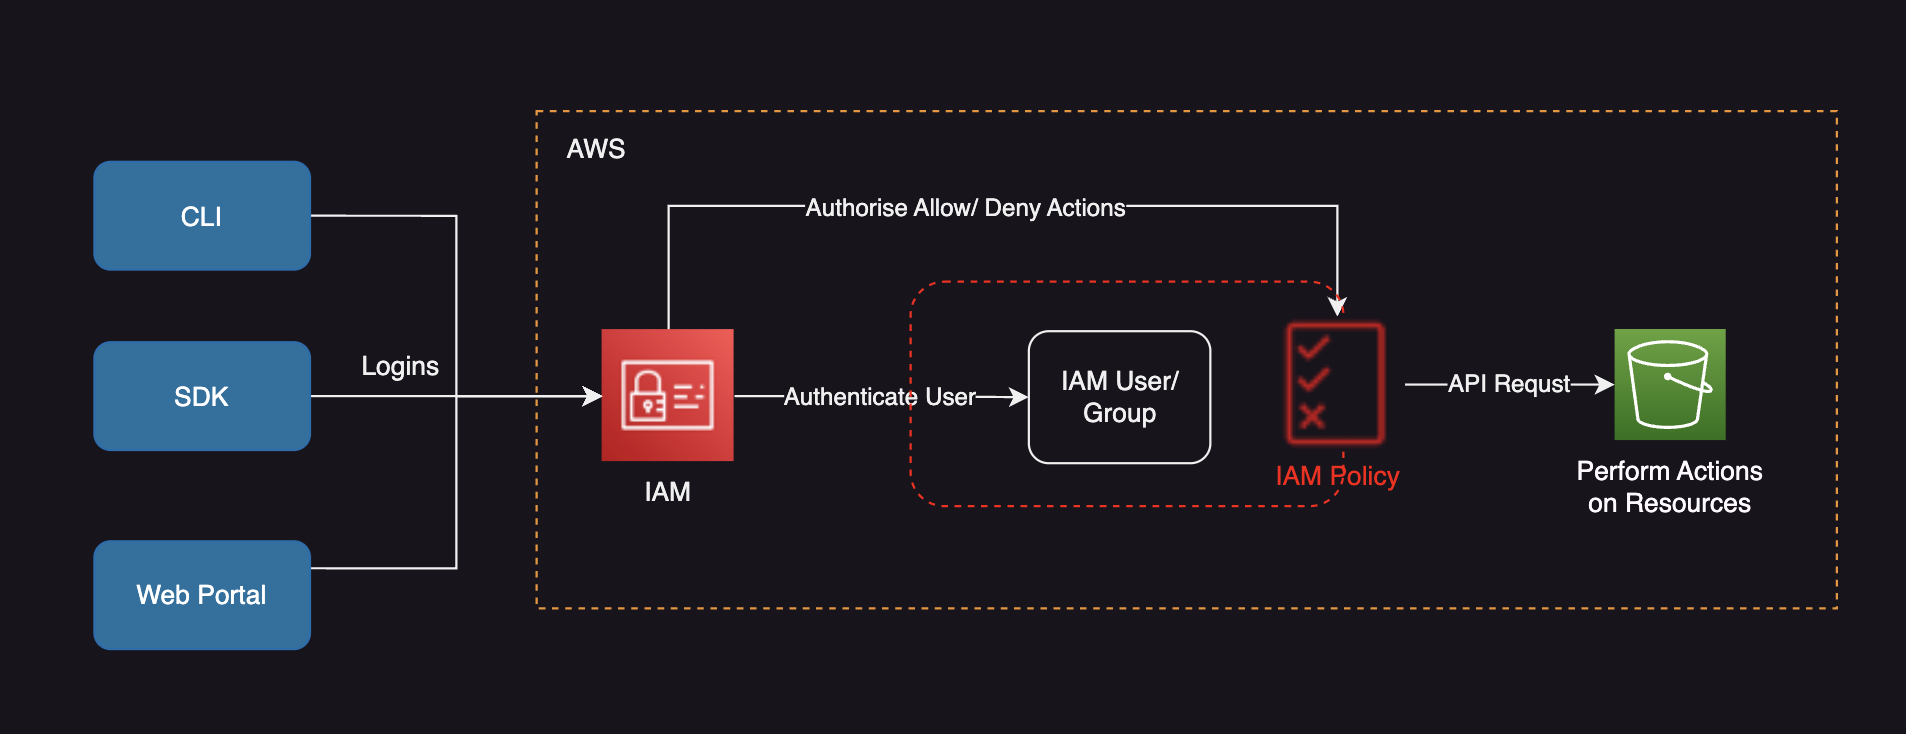 AWS
CLI
Authorise Allow/ Deny Actions
SDK
Logins
IAM
Authenticate User
IAM User/
Group
IAM Policy
API Requst
Perform Actions
on Resources
Web Portal